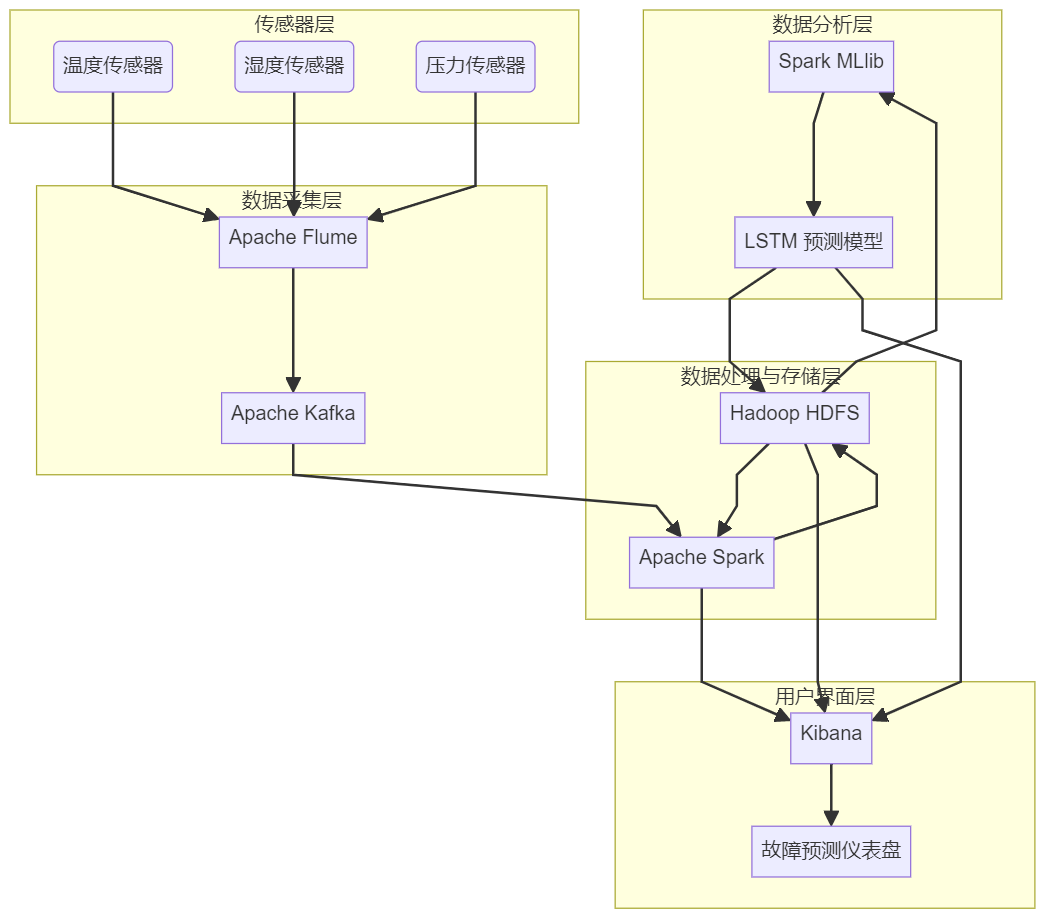 传感器层
温度传感器
湿度传感器
压力传感器
数据采集层
Apache Flume
Apache Kafka
数据分析层
Spark MLlib
LSTM 预测模型
数据处理与存储层
Hadoop HDFS
Apache Spark
用户界面层
Kibana
故障预测仪表盘